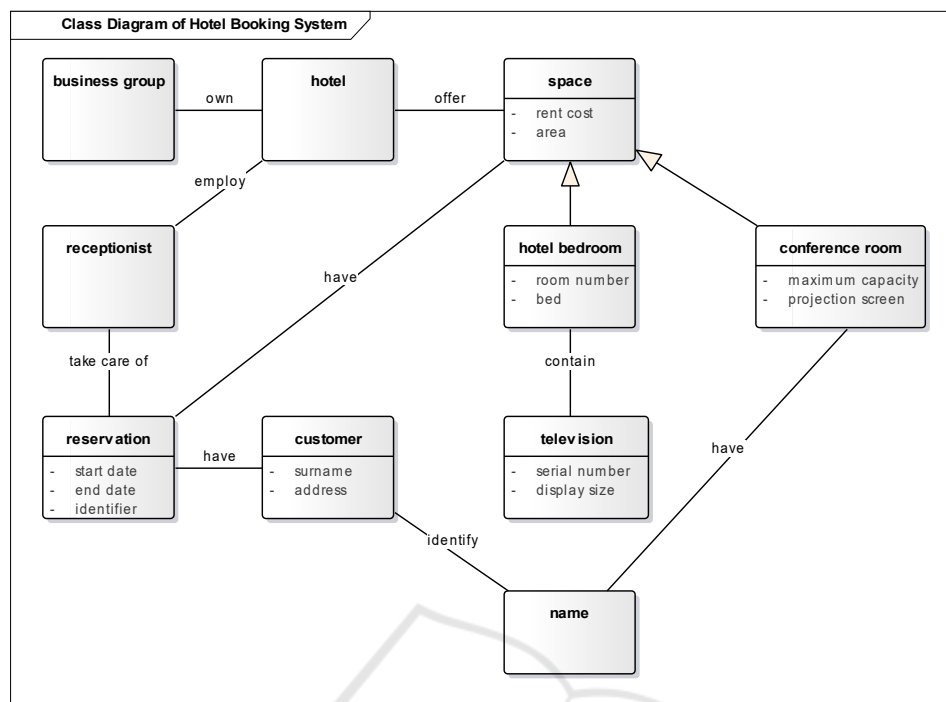 Class Diagram of Hotel Booking System
business group
own
hotel
offer
space
- rent cost
- area
employ
receptionist
have
hotel bedroom
- room number
- bed
conference room
- maximum capacity
- projection screen
take care of
contain
reservation
- start date
- end date
- identifier
have
customer
- surname
- address
television
- serial number
- display size
have
identify
name